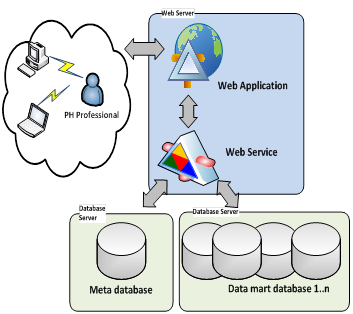 Web Server
PH Professional
Web Application
Web Service
Database
Server
Meta database
Database Server
Data mart database 1..n